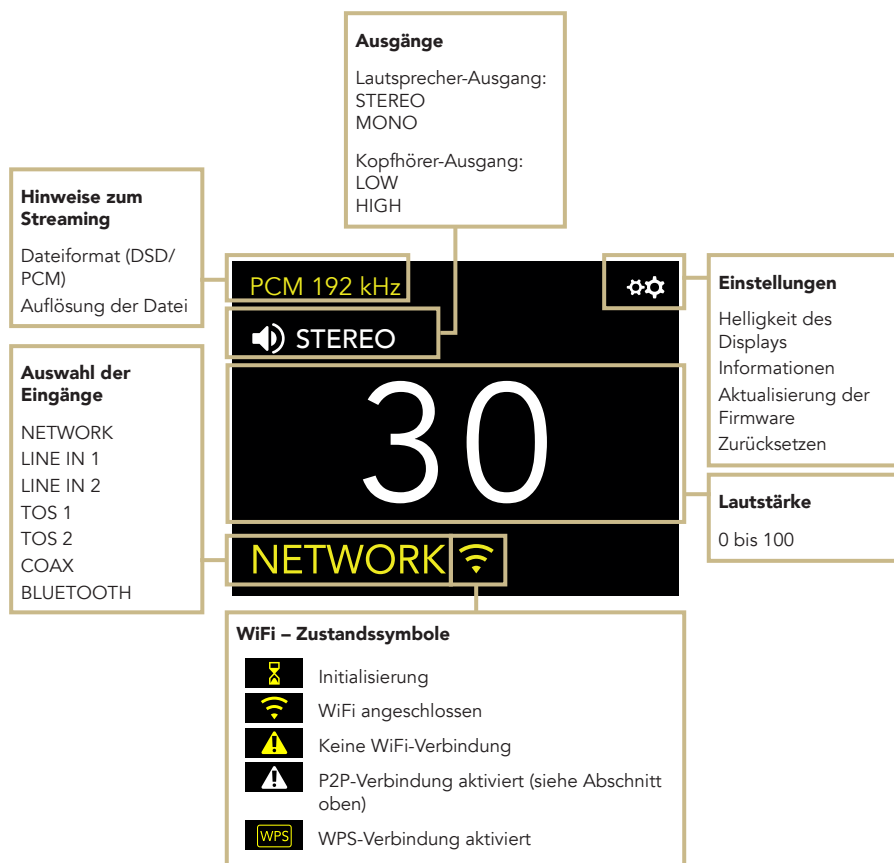 Ausgänge
Lautsprecher-Ausgang:
STEREO
MONO
Kopfhörer-Ausgang:
LOW
HIGH
Hinweise zum
Streaming
Dateiformat (DSD/
PCM)
Auflösung der Datei
PCM 192 kHz
STEREO
30
NETWORK
Einstellungen
Helligkeit des
Displays
Informationen
Aktualisierung der
Firmware
Zurücksetzen
Auswahl der
Eingänge
NETWORK
LINE IN 1
LINE IN 2
TOS 1
TOS 2
COAX
BLUETOOTH
Lautstärke
0 bis 100
WiFi – Zustandssymbole
Initialisierung
WiFi angeschlossen
Keine WiFi-Verbindung
P2P-Verbindung aktiviert (siehe Abschnitt
oben)
WPS WPS-Verbindung aktiviert